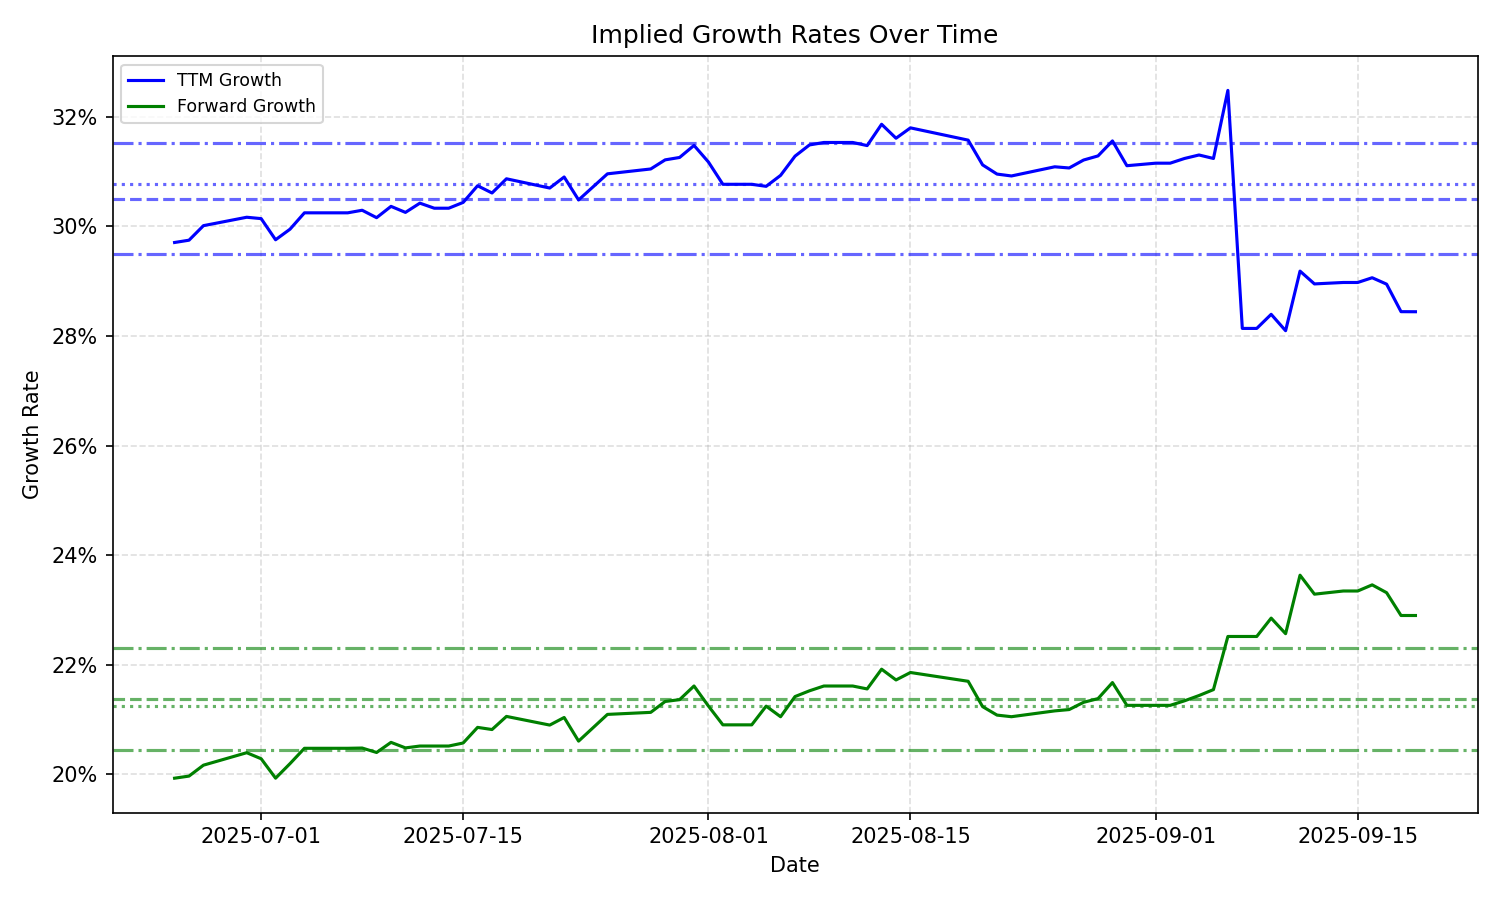 Implied Growth Rates Over Time
TTM Growth
Forward Growth
32%
30%
28%
26%
24%
22%
20%
Growth Rate
2025-07-01
2025-07-15
2025-08-01
2025-08-15
2025-09-01
2025-09-15
Date